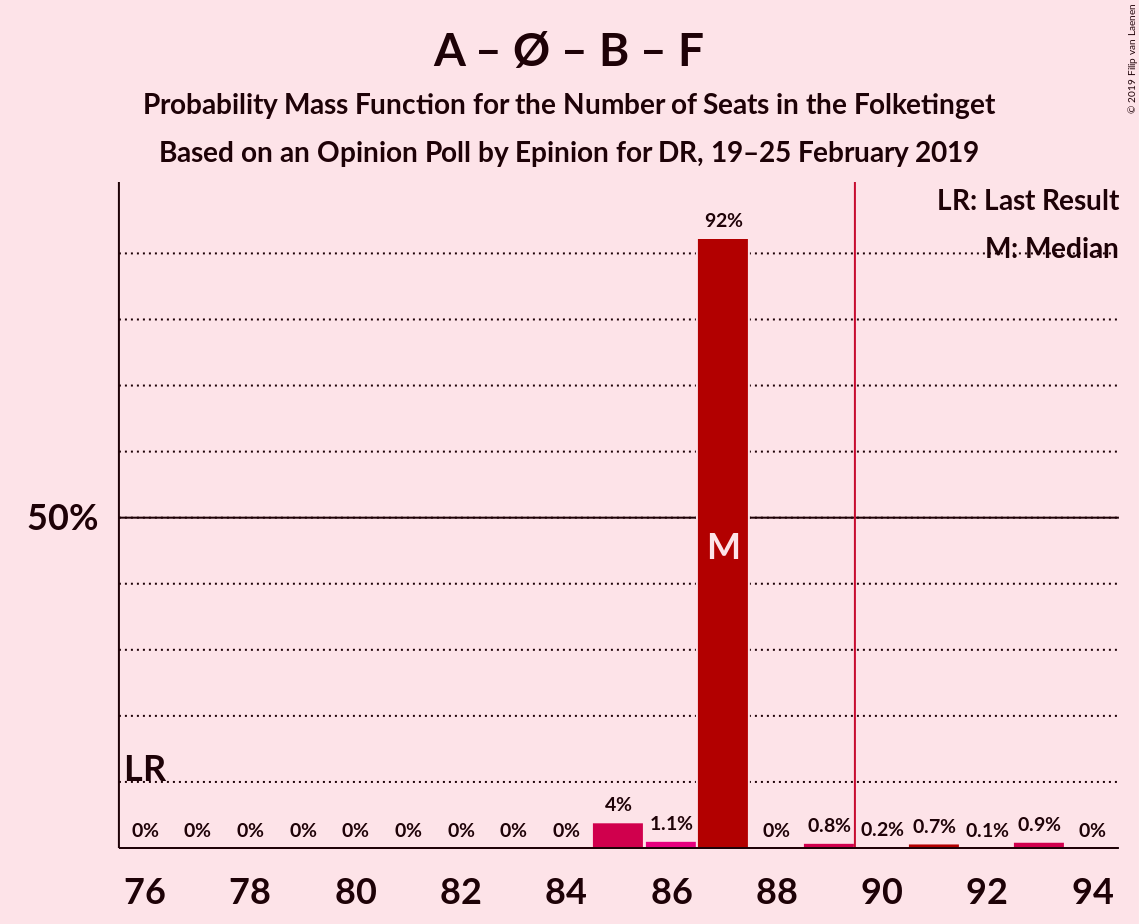 A – Ø – B – F
Probability Mass Function for the Number of Seats in the Folketinget
Based on an Opinion Poll by Epinion for DR, 19–25 February 2019
© 2019 Filip van Laenen
LR: Last Result
M: Median
92%
50%
M
LR
0% 0% 0% 0% 0% 0% 0% 0% 0% 4% 1.1% 0% 0.8% 0.2% 0.7% 0.1% 0.9% 0%
76 78 80 82 84 86 88 90 92 94